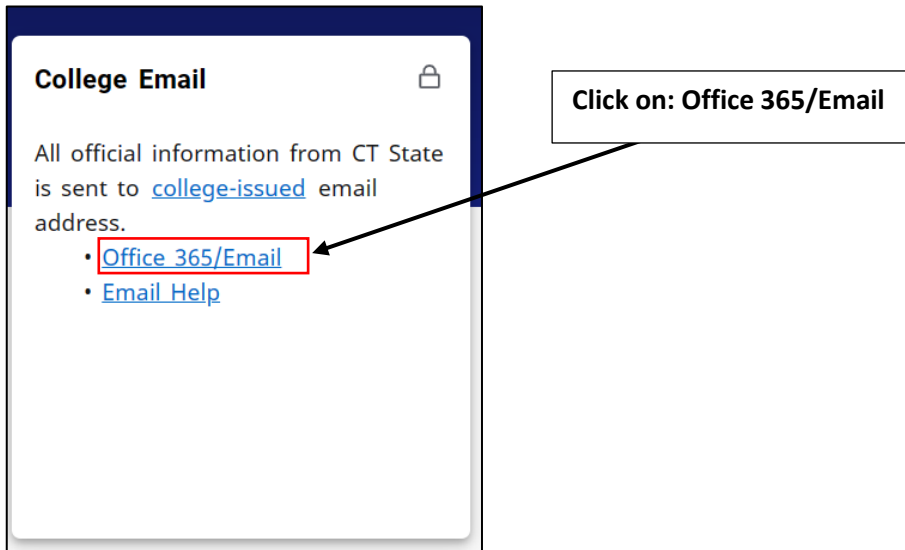 College Email
Click on: Office 365/Email
All official information from CT State
is sent to college-issued email
address.
• Office 365/Email
• Email Help